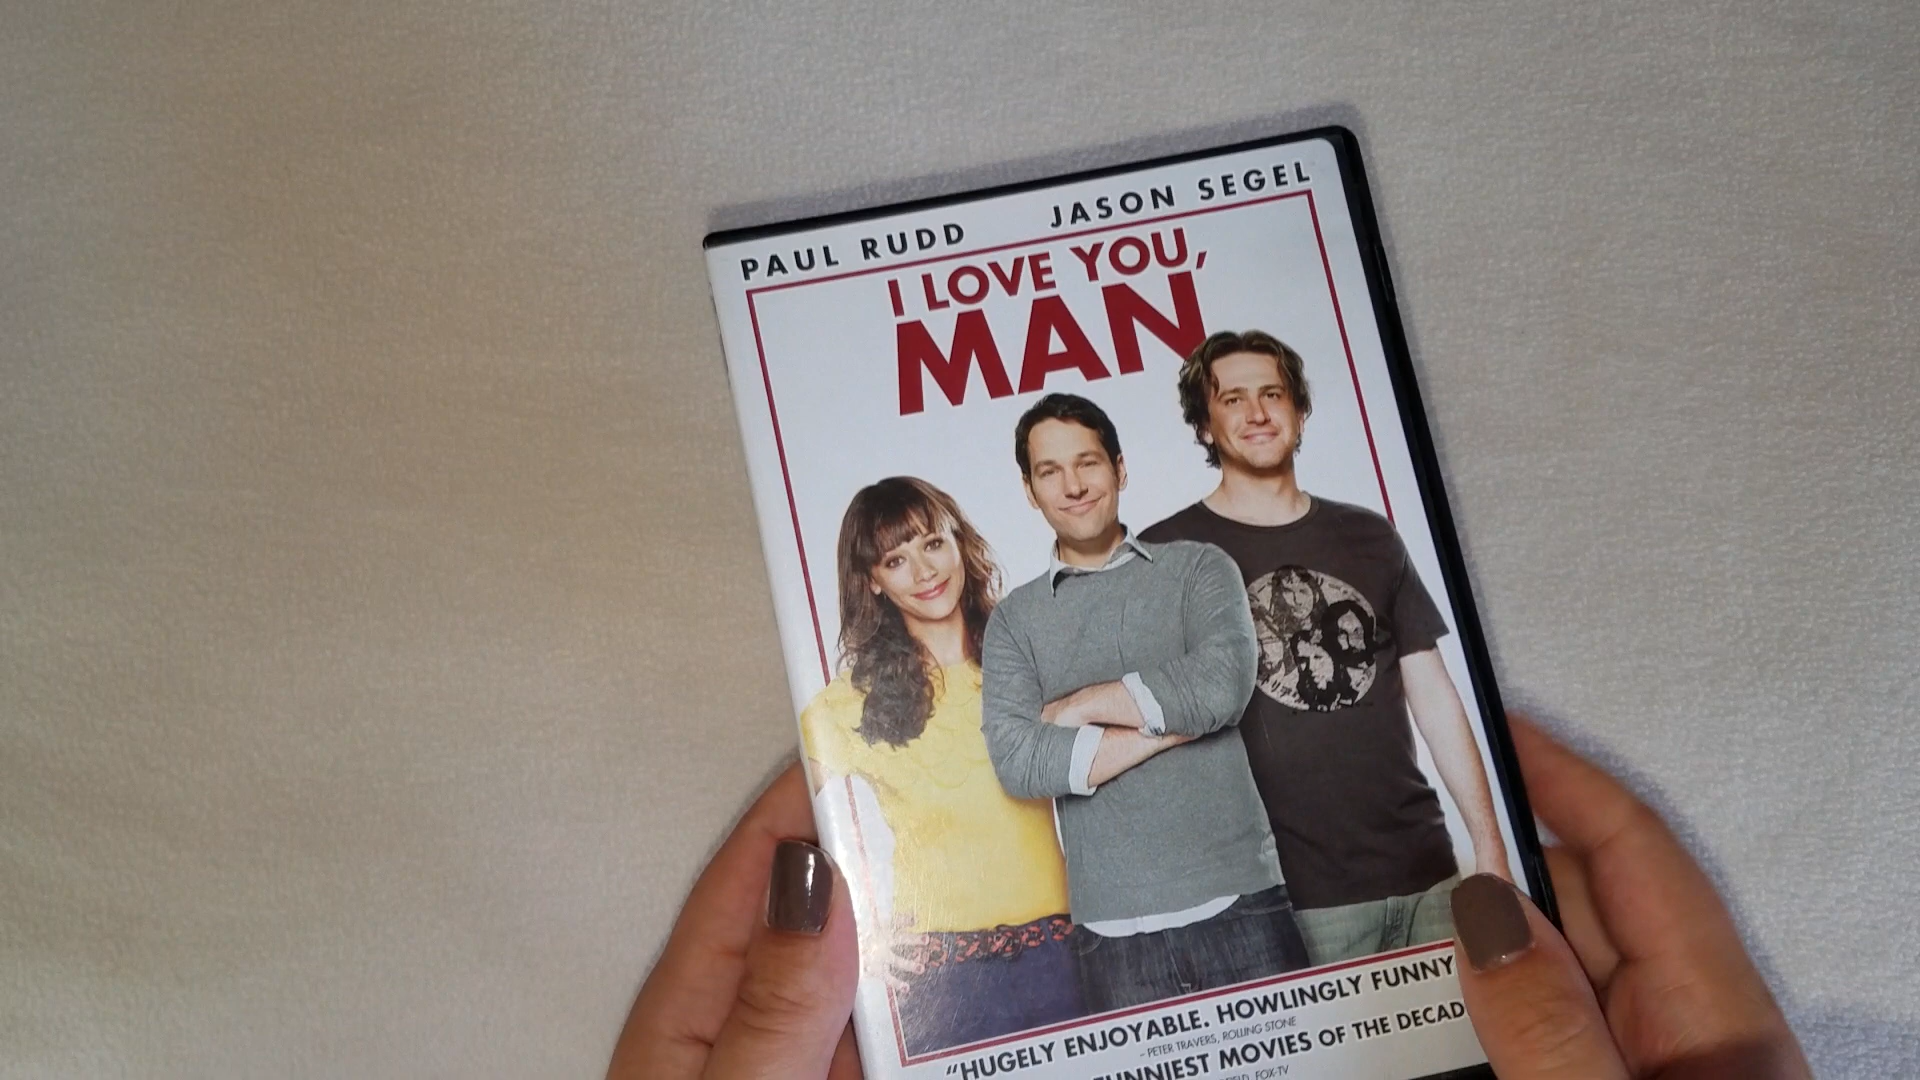 PAUL RUDD JASON SEGEL
I LOVE YOU,
MAN
"HUGELY ENJOYABLE. HOWLINGLY FUNNY
- PETER TRAVERS, ROLLING STONE
MOVIES OF THE
FOX-TV